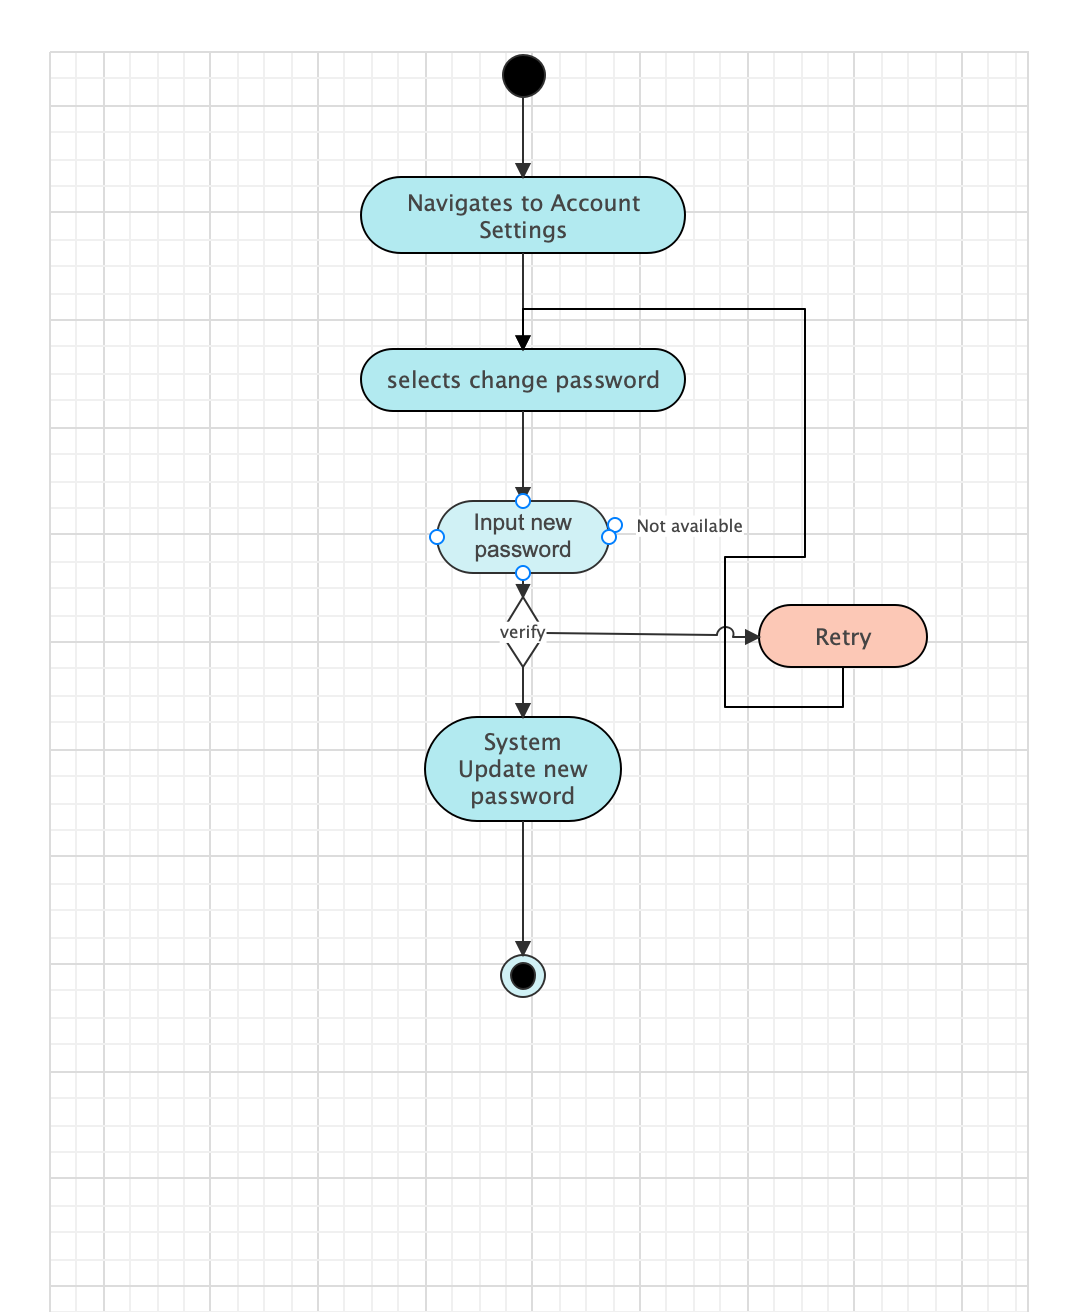 Navigates to Account
Settings
selects change password
Input new
password
Not available
verify
Retry
System
Update new
password